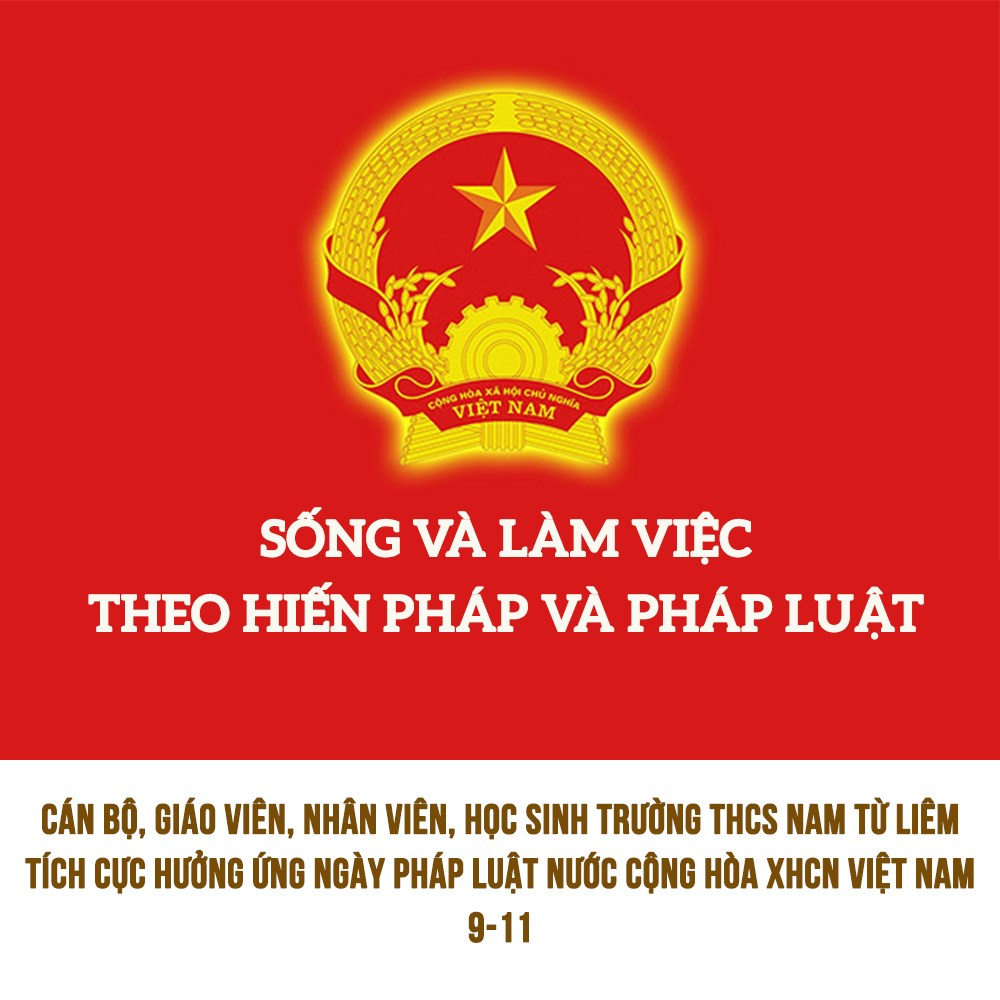 CỘNG HÒA XÃ HỘI CHỦ NGHĨA
VIỆT NAM
SỐNG VÀ LÀM VIỆC
THEO HIẾN PHÁP VÀ PHÁP LUẬT
CÁN BỘ, GIÁO VIÊN, NHÂN VIÊN, HỌC SINH TRƯỜNG THCS NAM TỪ LIÊM
TÍCH CỰC HƯỞNG ỨNG NGÀY PHÁP LUẬT NƯỚC CỘNG HÒA XHCN VIỆT NAM
9-11